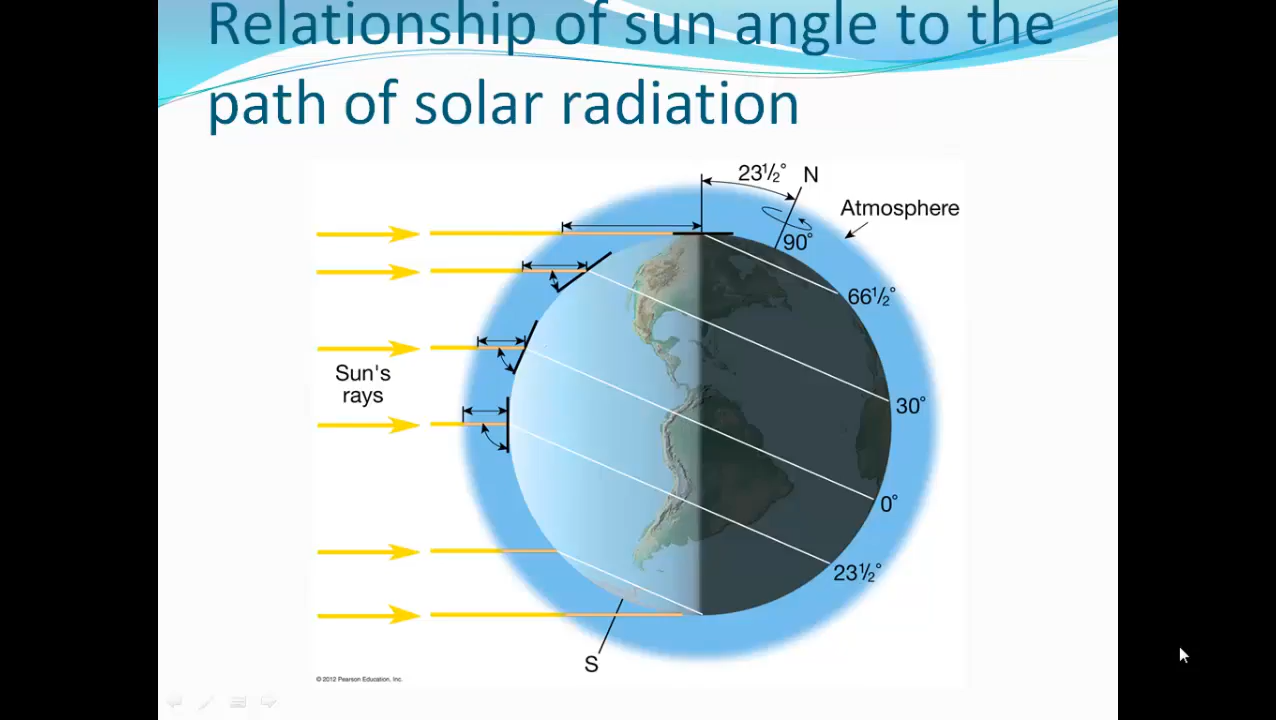 Relationship of sun angle to the
path of solar radiation
23½° N
Atmosphere
90°
66½°
Sun's
rays
30°
0°
23½°
S
© 2012 Pearson Education, Inc.